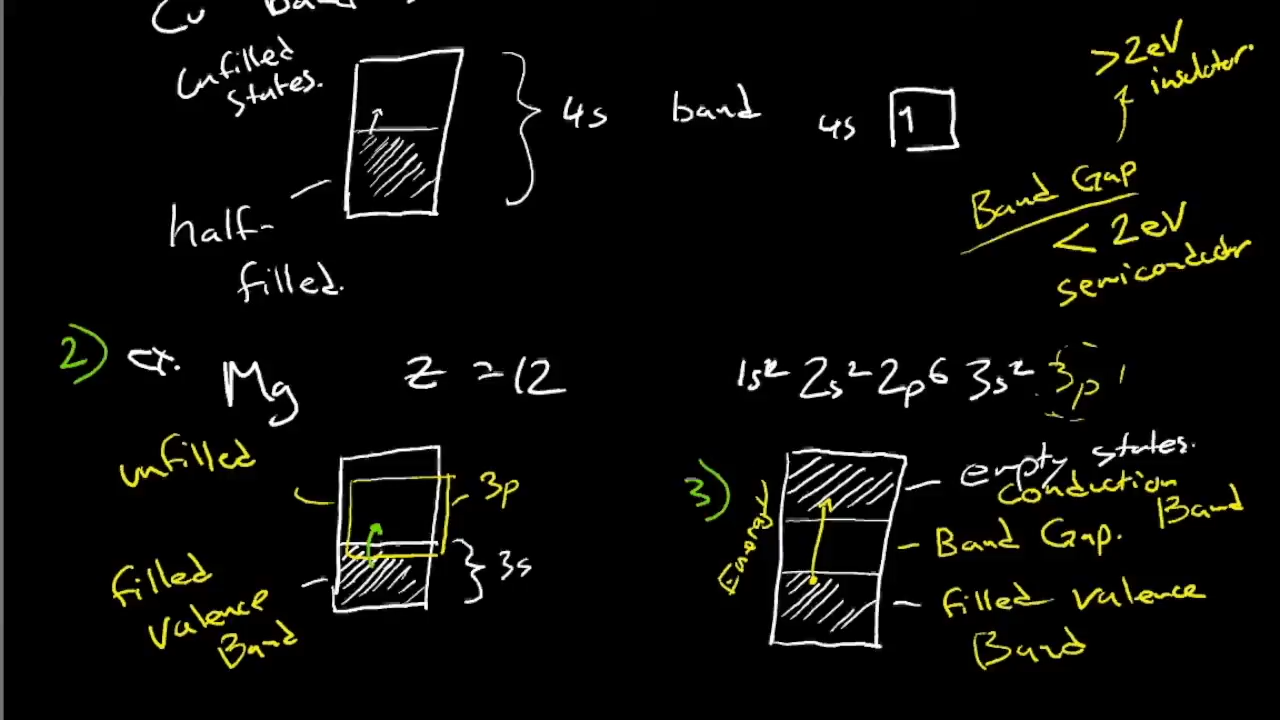 Cu Band
Unfilled
states.
4s band
4s 1
half-
filled.
>2eV
insulator.
Band Gap
< 2eV
semiconductor
2) ex. Mg Z = 12 1s² 2s² 2p⁶ 3s² 3p
unfilled
3p
3s
filled
valence
Band
3)
Energy
empty states.
conduction
Band
Band Gap.
filled valence
Band